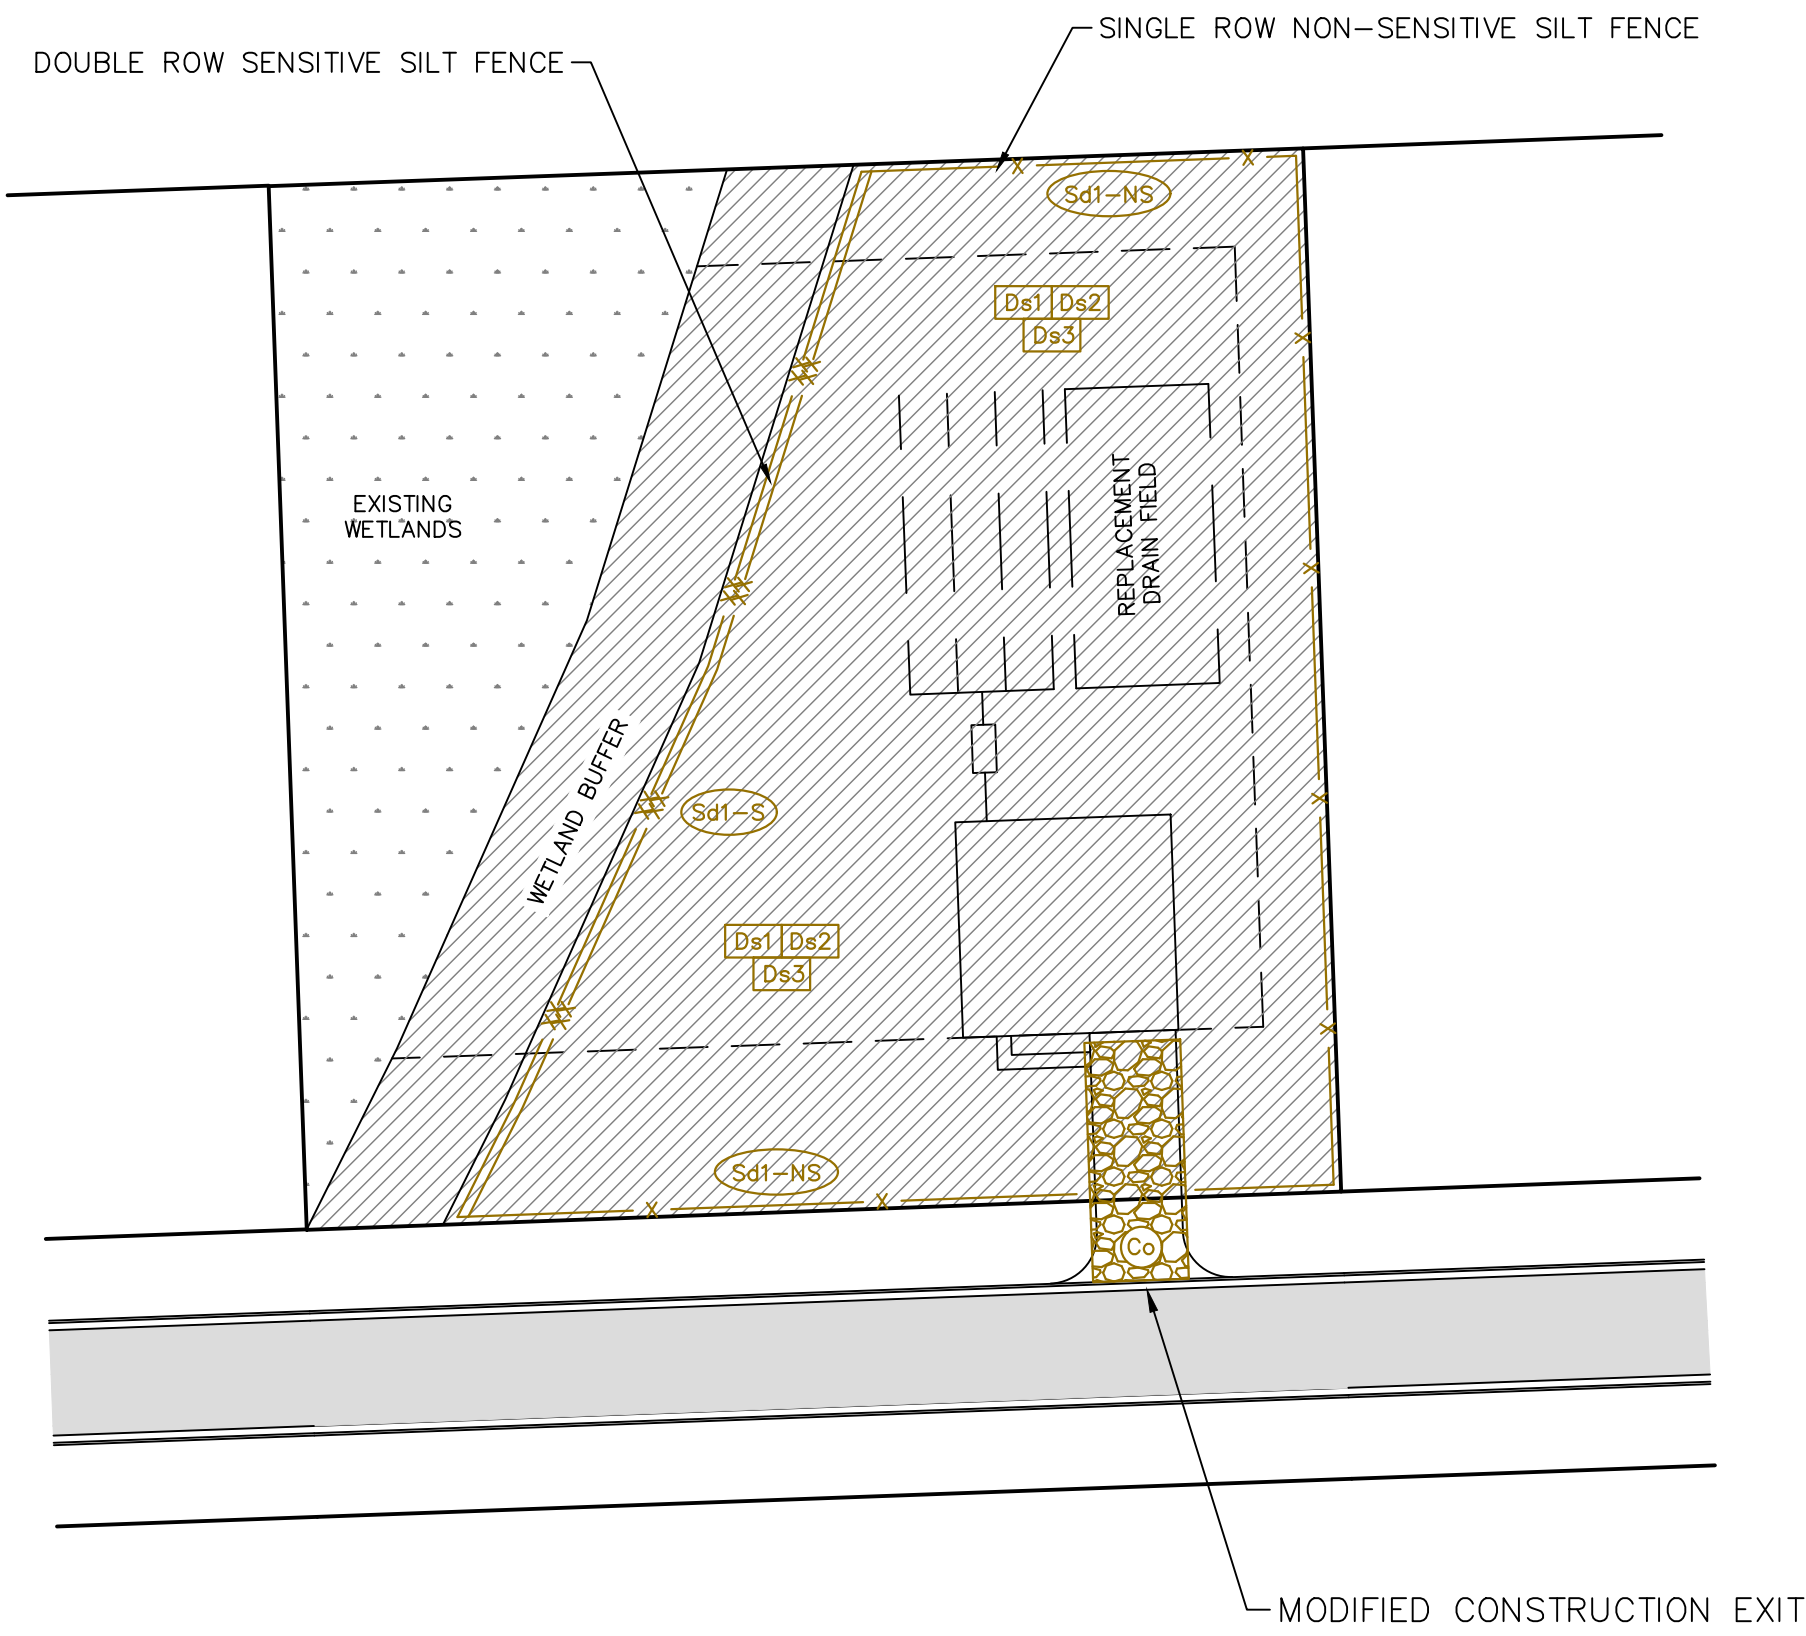 SINGLE ROW NON-SENSITIVE SILT FENCE
DOUBLE ROW SENSITIVE SILT FENCE
Sd1-NS
Ds1 Ds2
Ds3
EXISTING
WETLANDS
REPLACEMENT
DRAIN FIELD
WETLAND BUFFER
Sd1-S
Ds1 Ds2
Ds3
Sd1-NS
Co
MODIFIED CONSTRUCTION EXIT